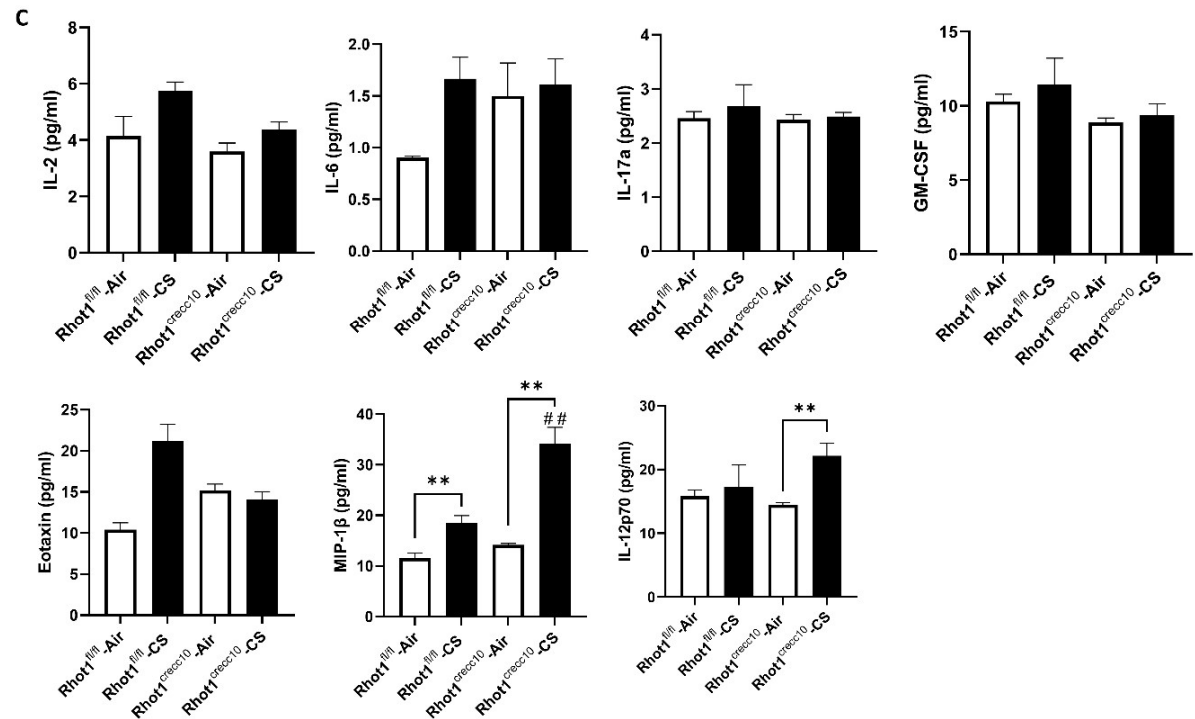 C
IL-2 (pg/ml)
8
6
4
2
0
Rhot1fl/fl -Air
Rhot1fl/fl -CS
Rhot1crecc10 -Air
Rhot1crecc10 -CS
IL-6 (pg/ml)
2.0
1.5
1.0
0.5
0.0
Rhot1fl/fl -Air
Rhot1fl/fl -CS
Rhot1crecc10 -Air
Rhot1crecc10 -CS
IL-17a (pg/ml)
4
3
2
1
0
Rhot1fl/fl -Air
Rhot1fl/fl -CS
Rhot1crecc10 -Air
Rhot1crecc10 -CS
GM-CSF (pg/ml)
15
10
5
0
Rhot1fl/fl -Air
Rhot1fl/fl -CS
Rhot1crecc10 -Air
Rhot1crecc10 -CS
Eotaxin (pg/ml)
25
20
15
10
5
0
Rhot1fl/fl -Air
Rhot1fl/fl -CS
Rhot1crecc10 -Air
Rhot1crecc10 -CS
MIP-1β (pg/ml)
40
30
20
10
0
**
**
##
Rhot1fl/fl -Air
Rhot1fl/fl -CS
Rhot1crecc10 -Air
Rhot1crecc10 -CS
IL-12p70 (pg/ml)
30
20
10
0
**
Rhot1fl/fl -Air
Rhot1fl/fl -CS
Rhot1crecc10 -Air
Rhot1crecc10 -CS